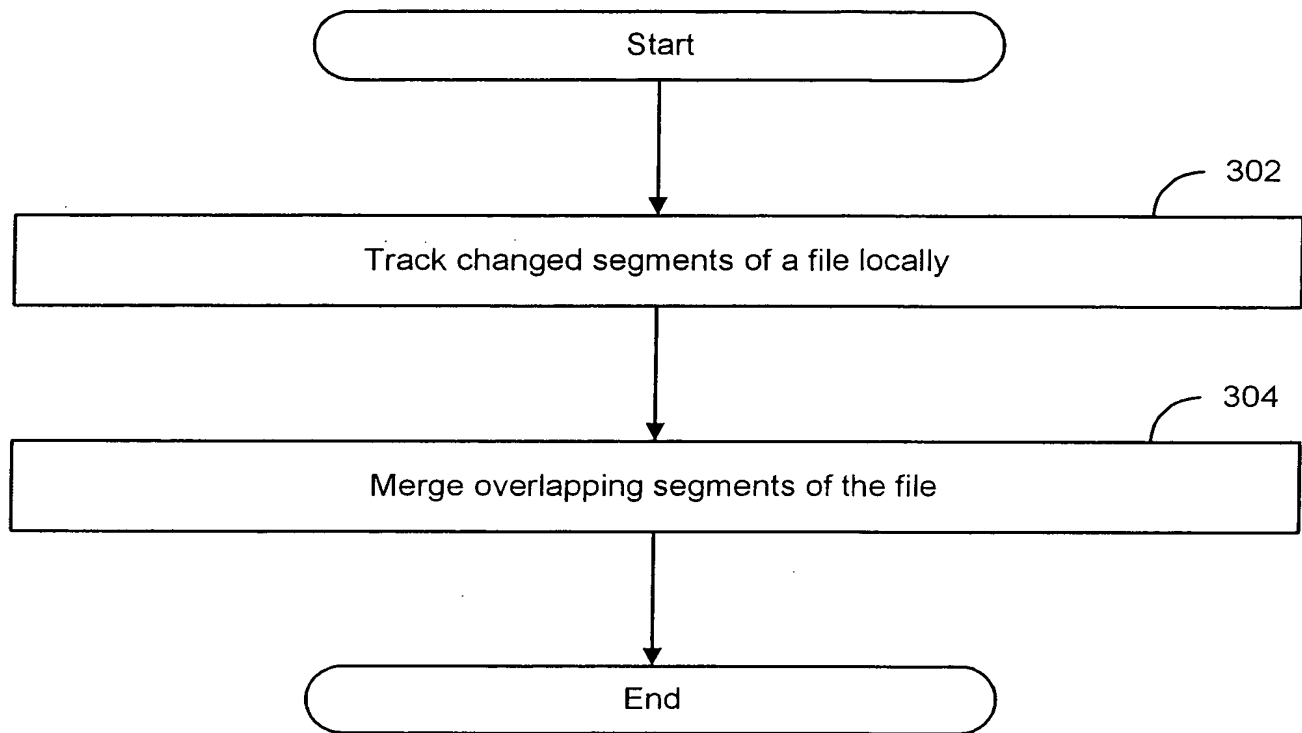 Start
302
Track changed segments of a file locally
304
Merge overlapping segments of the file
End